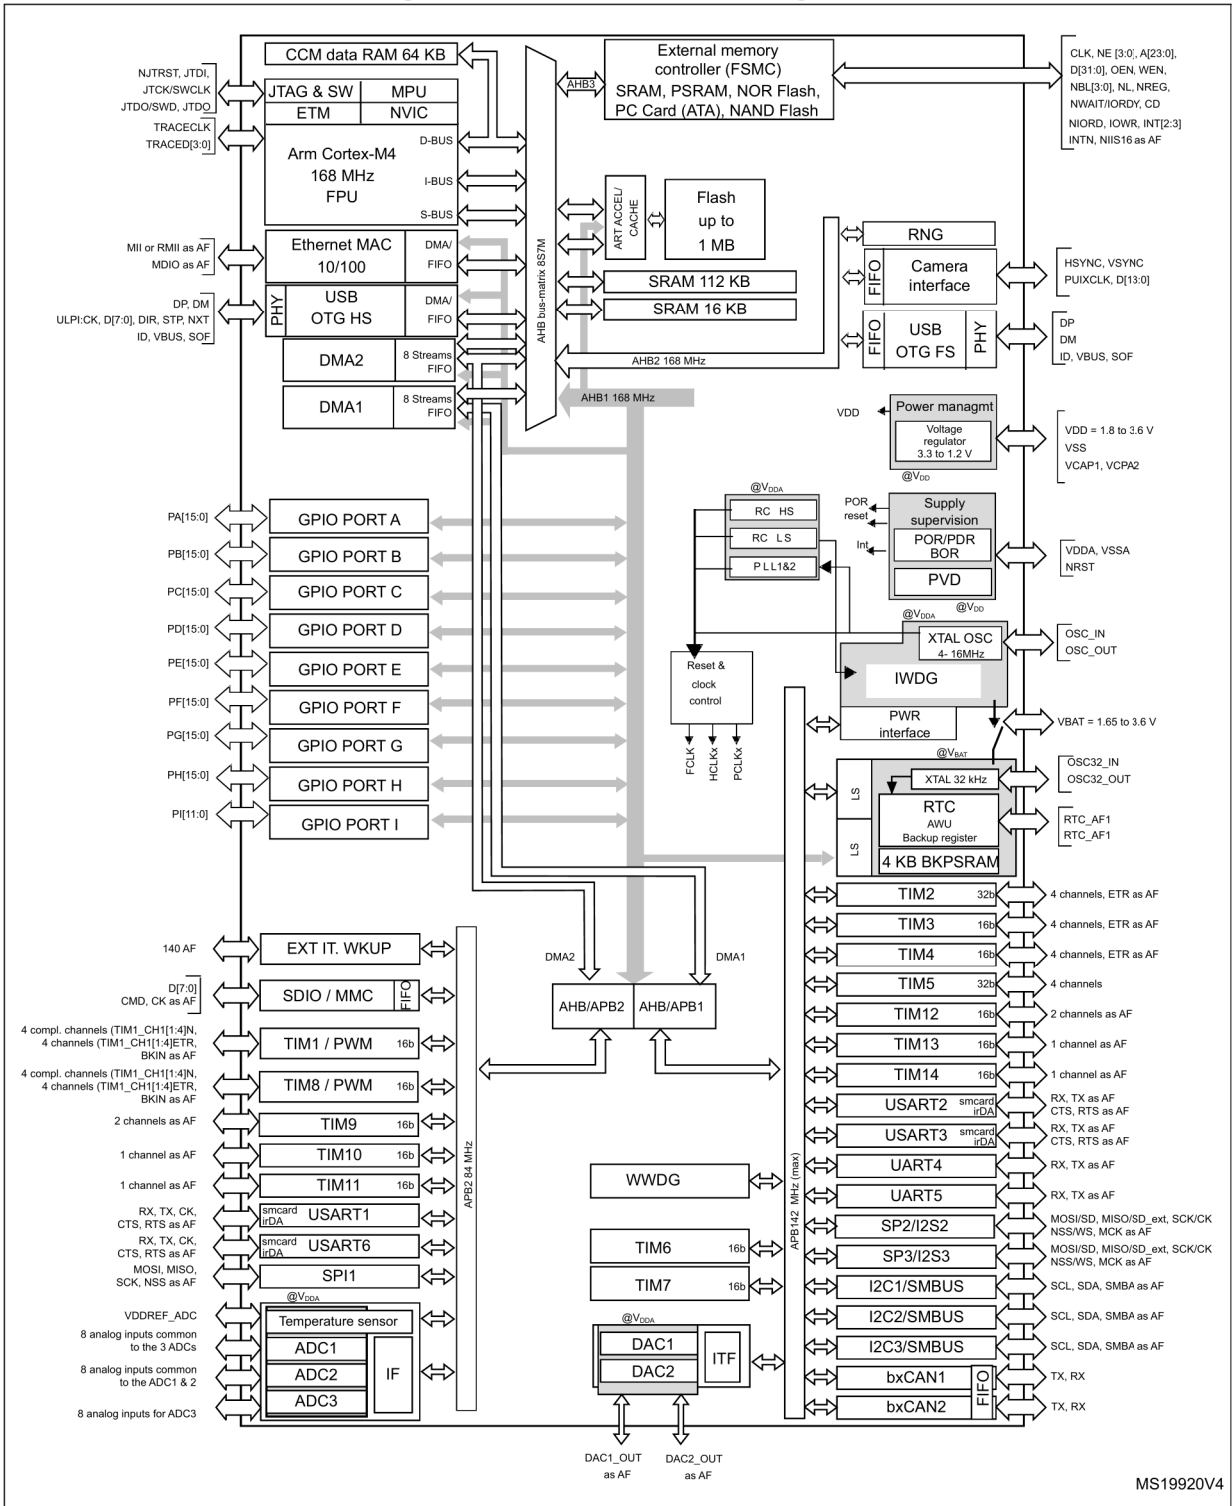 CCM data RAM 64 KB
NJTRST, JTDI,
JTCK/SWCLK
JTDO/SWD, JTDO
TRACECLK
TRACED[3:0]
JTAG & SW
MPU
ETM
NVIC
Arm Cortex-M4
168 MHz
FPU
D-BUS
I-BUS
S-BUS
MII or RMII as AF
MDIO as AF
Ethernet MAC
10/100
DMA/
FIFO
DP, DM
ULPI:CK, D[7:0], DIR, STP, NXT
ID, VBUS, SOF
PHY
USB
OTG HS
DMA/
FIFO
DMA2
8 Streams
FIFO
DMA1
8 Streams
FIFO
AHB bus-matrix 8S7M
AHB3
External memory
controller (FSMC)
SRAM, PSRAM, NOR Flash,
PC Card (ATA), NAND Flash
CLK, NE [3:0], A[23:0],
D[31:0], OEN, WEN,
NBL[3:0], NL, NREG,
NWAIT/IORDY, CD
NIORD, IOWR, INT[2:3]
INTN, NIIS16 as AF
ART ACCEL/
CACHE
Flash
up to
1 MB
SRAM 112 KB
SRAM 16 KB
AHB2 168 MHz
AHB1 168 MHz
RNG
FIFO
Camera
interface
HSYNC, VSYNC
PUIXCLK, D[13:0]
FIFO
USB
OTG FS
PHY
DP
DM
ID, VBUS, SOF
VDD
Power managmt
Voltage
regulator
3.3 to 1.2 V
@VDD
VDD = 1.8 to 3.6 V
VSS
VCAP1, VCPA2
@VDDA
RC HS
RC LS
PLL1&2
POR
reset
Int
Supply
supervision
POR/PDR
BOR
PVD
@VDD
VDDA, VSSA
NRST
@VDDA
XTAL OSC
4- 16MHz
IWDG
OSC_IN
OSC_OUT
PWR
interface
VBAT = 1.65 to 3.6 V
Reset &
clock
control
FCLK
HCLKx
PCLKx
@VBAT
LS
LS
XTAL 32 kHz
RTC
AWU
Backup register
4 KB BKPSRAM
OSC32_IN
OSC32_OUT
RTC_AF1
RTC_AF1
PA[15:0]
GPIO PORT A
PB[15:0]
GPIO PORT B
PC[15:0]
GPIO PORT C
PD[15:0]
GPIO PORT D
PE[15:0]
GPIO PORT E
PF[15:0]
GPIO PORT F
PG[15:0]
GPIO PORT G
PH[15:0]
GPIO PORT H
PI[11:0]
GPIO PORT I
DMA2
DMA1
AHB/APB2
AHB/APB1
140 AF
EXT IT. WKUP
D[7:0]
CMD, CK as AF
SDIO / MMC
FIFO
4 compl. channels (TIM1_CH1[1:4]N,
4 channels (TIM1_CH1[1:4]ETR,
BKIN as AF
TIM1 / PWM
16b
4 compl. channels (TIM1_CH1[1:4]N,
4 channels (TIM1_CH1[1:4]ETR,
BKIN as AF
TIM8 / PWM
16b
2 channels as AF
TIM9
16b
1 channel as AF
TIM10
16b
1 channel as AF
TIM11
16b
RX, TX, CK,
CTS, RTS as AF
smcard
irDA
USART1
RX, TX, CK,
CTS, RTS as AF
smcard
irDA
USART6
MOSI, MISO,
SCK, NSS as AF
SPI1
@VDDA
VDDREF_ADC
Temperature sensor
8 analog inputs common
to the 3 ADCs
ADC1
8 analog inputs common
to the ADC1 & 2
ADC2
8 analog inputs for ADC3
ADC3
IF
APB2 84 MHz
WWDG
TIM6
16b
TIM7
16b
@VDDA
DAC1
DAC2
ITF
DAC1_OUT
as AF
DAC2_OUT
as AF
APB142 MHz (max)
TIM2
32b
4 channels, ETR as AF
TIM3
16b
4 channels, ETR as AF
TIM4
16b
4 channels, ETR as AF
TIM5
32b
4 channels
TIM12
16b
2 channels as AF
TIM13
16b
1 channel as AF
TIM14
16b
1 channel as AF
USART2
smcard
irDA
RX, TX as AF
CTS, RTS as AF
USART3
smcard
irDA
RX, TX as AF
CTS, RTS as AF
UART4
RX, TX as AF
UART5
RX, TX as AF
SP2/I2S2
MOSI/SD, MISO/SD_ext, SCK/CK
NSS/WS, MCK as AF
SP3/I2S3
MOSI/SD, MISO/SD_ext, SCK/CK
NSS/WS, MCK as AF
I2C1/SMBUS
SCL, SDA, SMBA as AF
I2C2/SMBUS
SCL, SDA, SMBA as AF
I2C3/SMBUS
SCL, SDA, SMBA as AF
bxCAN1
TX, RX
bxCAN2
FIFO
TX, RX
MS19920V4